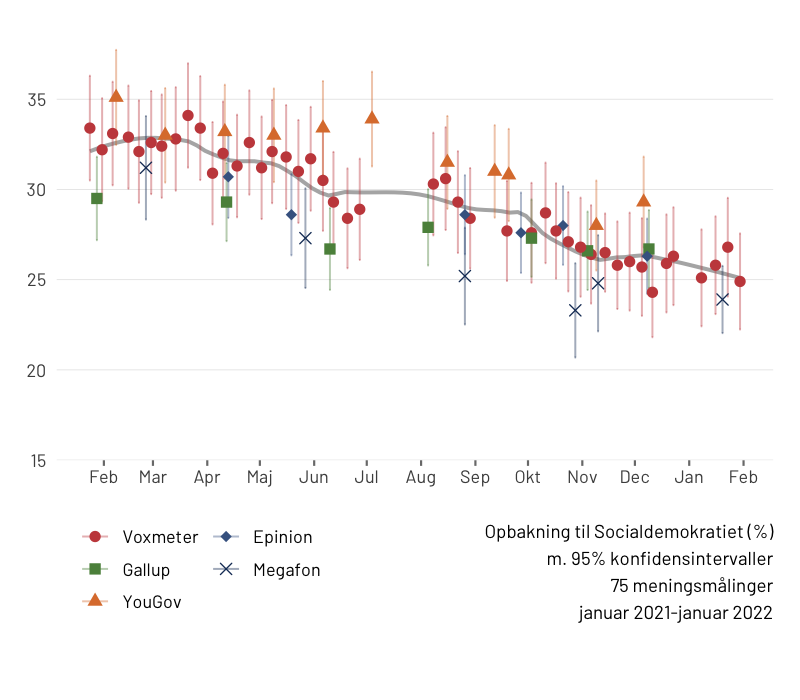 35
30
25
20
15
Feb Mar Apr Maj Jun Jul Aug Sep Okt Nov Dec Jan Feb
Voxmeter Epinion
Gallup Megafon
YouGov
Opbakning til Socialdemokratiet (%)
m. 95% konfidensintervaller
75 meningsmålinger
januar 2021-januar 2022